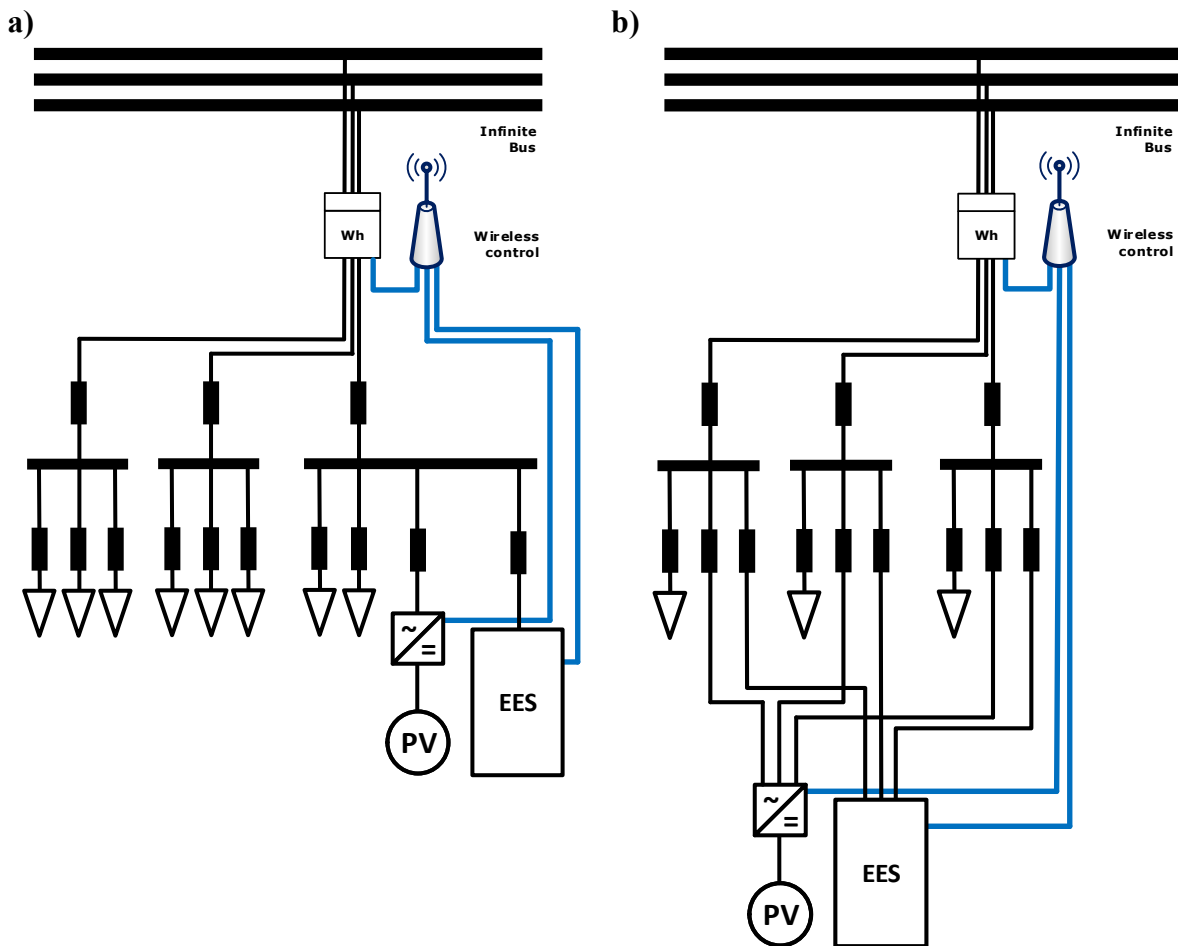 a)
Infinite
Bus
Wh
Wireless
control
~
=
EES
PV
b)
Infinite
Bus
Wh
Wireless
control
~
=
EES
PV